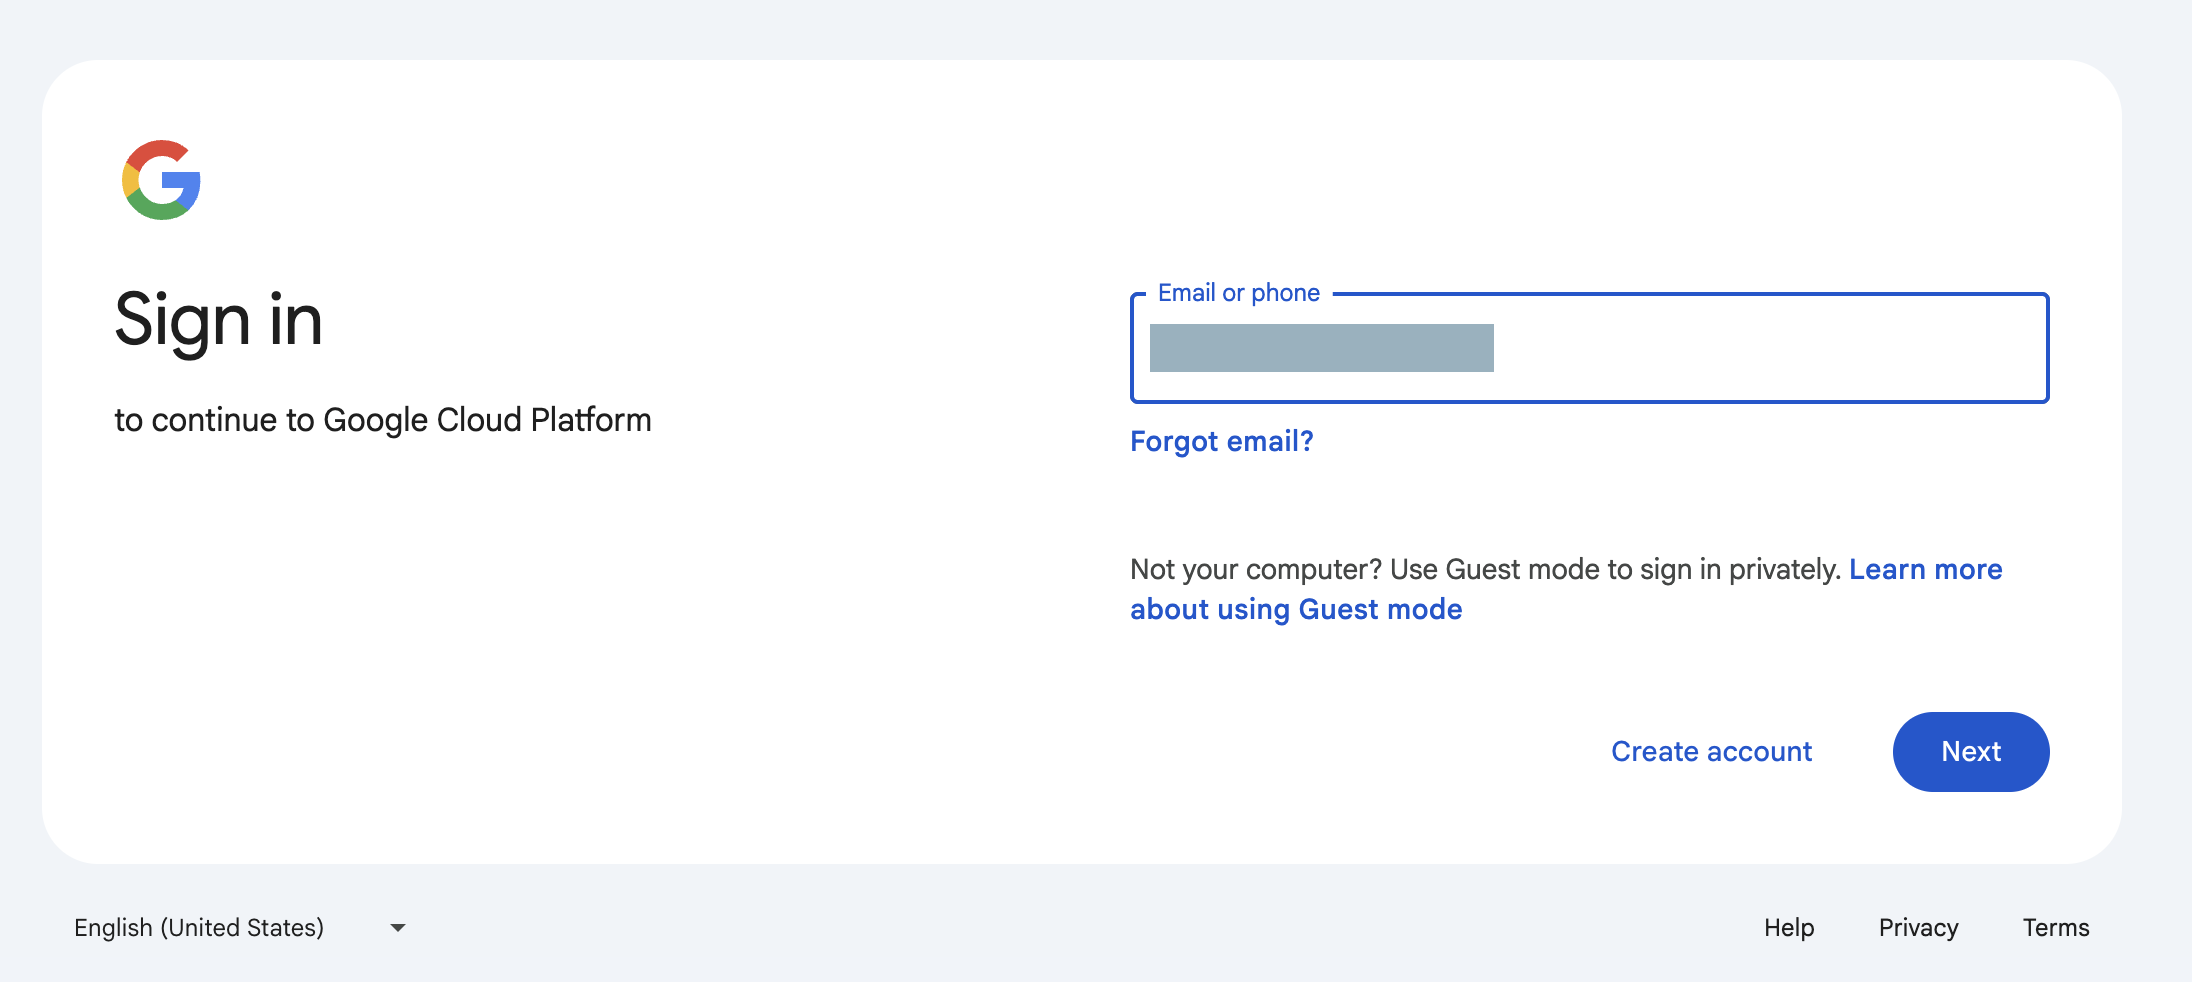 Sign in
to continue to Google Cloud Platform
Email or phone
Forgot email?
Not your computer? Use Guest mode to sign in privately. Learn more
about using Guest mode
Create account
Next
English (United States)
Help
Privacy
Terms